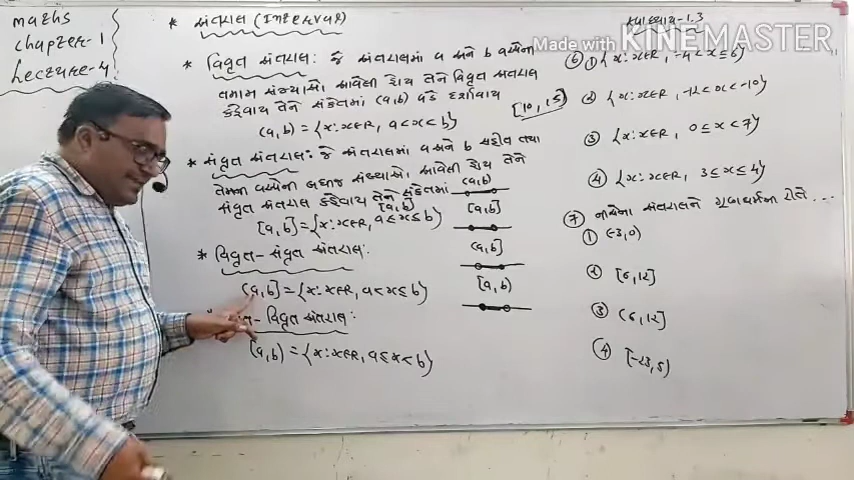 maths
chapter-1
Lecture-4
* અંતરાલ (Interval)
* વિવૃત અંતરાલ : જે અંતરાલમાં a અને b વચ્ચેની
તમામ સંખ્યાઓ આવેલી હોય તેને વિવૃત અંતરાલ
કહેવાય તેને સંકેતમાં (a,b) વડે દર્શાવાય
[10, 15]
(a,b) = {x : x∈R, a<x<b}
* સંવૃત અંતરાલ : જે અંતરાલમાં a અને b સહીત તથા
તેમના વચ્ચેની બધીજ સંખ્યાઓ આવેલી હોય તેને
સંવૃત અંતરાલ કહેવાય તેને સંકેતમાં
[a,b]
[a,b] = {x : x∈R, a≤x≤b}
* વિવૃત-સંવૃત અંતરાલ:
(a,b] = {x : x∈R, a<x≤b}
-વિવૃત અંતરાલ:
[a,b) = {x : x∈R, a≤x<b}
(a,b)
[a,b]
(a,b]
[a,b)
સ્વાધ્યાય-1.3
Made with KINEMASTER
⑥ ① {x : x∈R, -4<x≤6}
② {x : x∈R, -12<x<-10}
③ {x : x∈R, 0≤x<7}
④ {x : x∈R, 3≤x≤4}
⑦ નીચેના અંતરાલને ગુણધર્મની રીતે ...
① (-3,0)
② [6,12]
③ (6,12]
④ [-23,5)